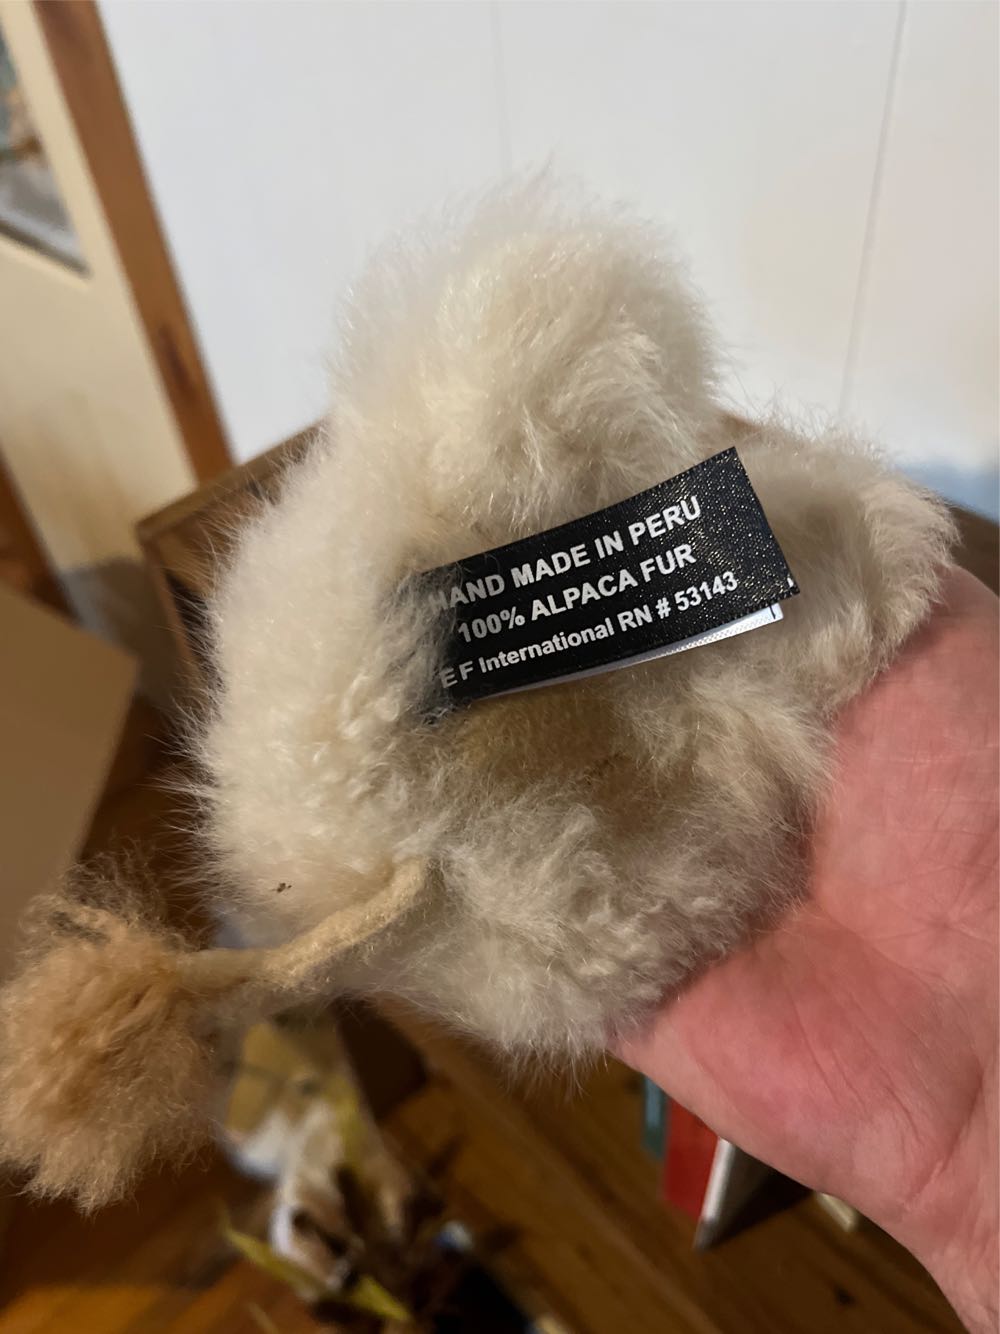 HAND MADE IN PERU
100% ALPACA FUR
E F International RN # 53143